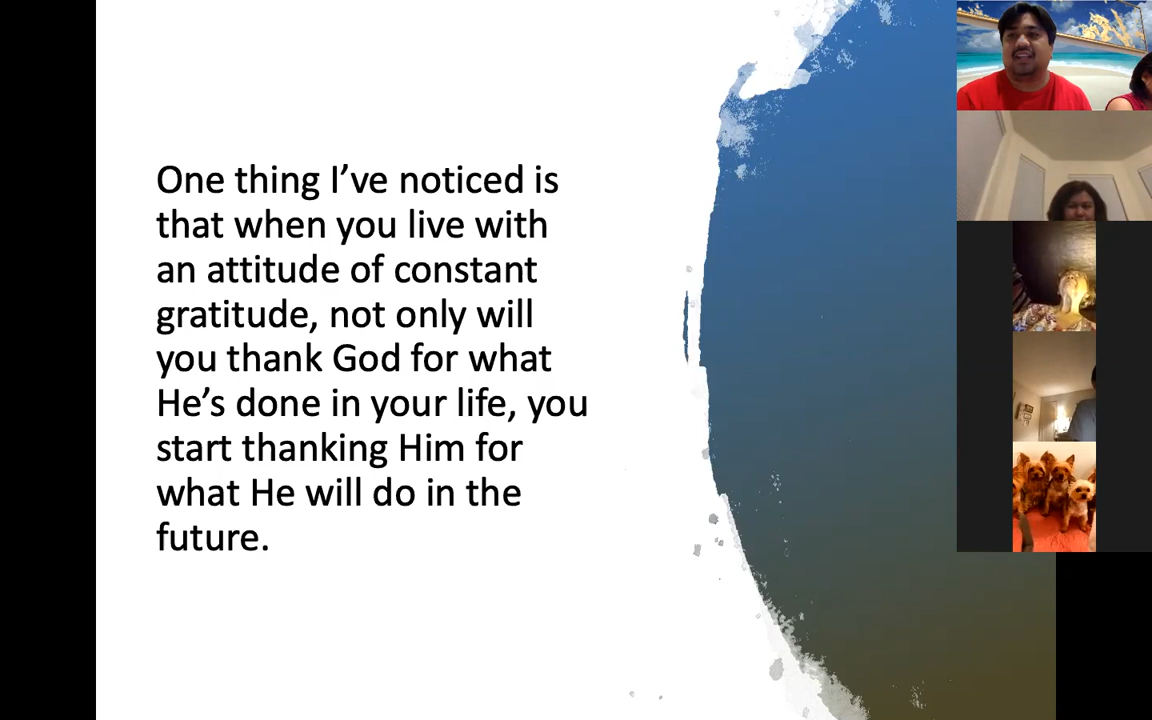 One thing I’ve noticed is
that when you live with
an attitude of constant
gratitude, not only will
you thank God for what
He’s done in your life, you
start thanking Him for
what He will do in the
future.